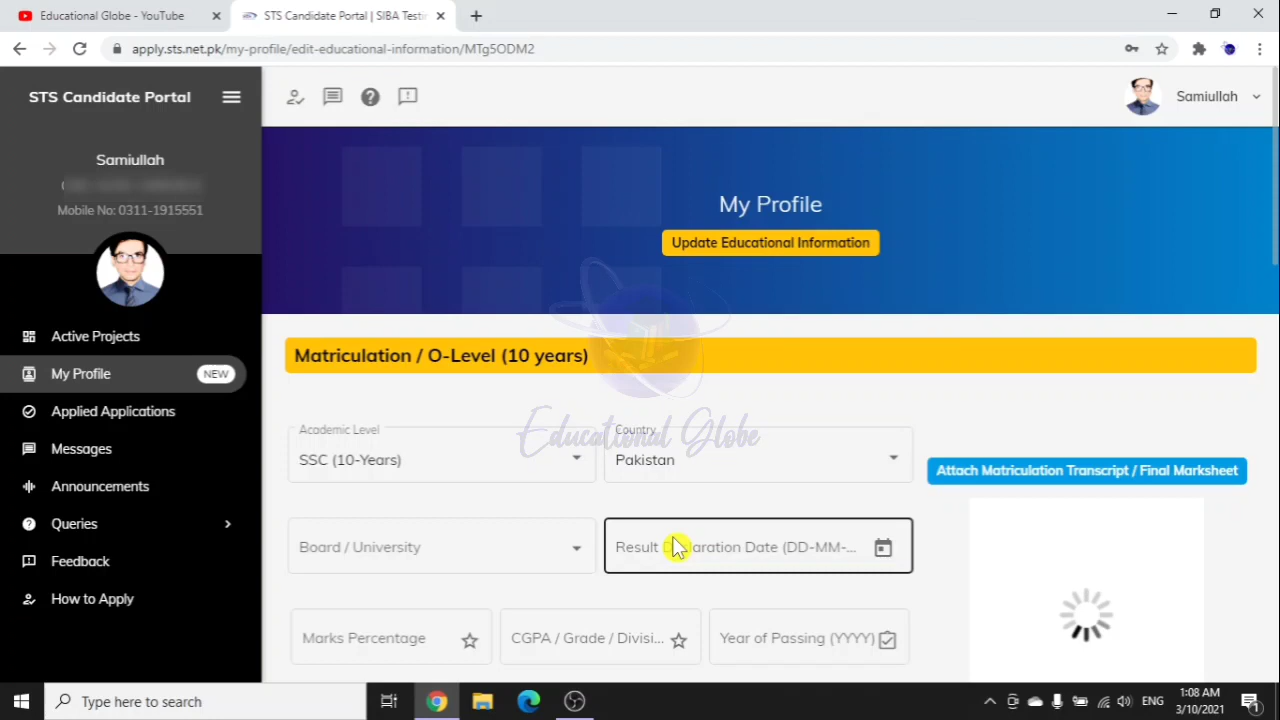 Educational Globe - YouTube
STS Candidate Portal | SIBA Testi
apply.sts.net.pk/my-profile/edit-educational-information/MTg5ODM2
STS Candidate Portal
Samiullah
Samiullah
Mobile No: 0311-1915551
My Profile
Update Educational Information
Active Projects
My Profile
NEW
Applied Applications
Messages
Announcements
Queries
Feedback
How to Apply
Matriculation / O-Level (10 years)
Educational Globe
Academic Level
SSC (10-Years)
Country
Pakistan
Attach Matriculation Transcript / Final Marksheet
Board / University
Result Declaration Date (DD-MM-...
Marks Percentage
CGPA / Grade / Divisi...
Year of Passing (YYYY)
Type here to search
ENG
1:08 AM
3/10/2021
1